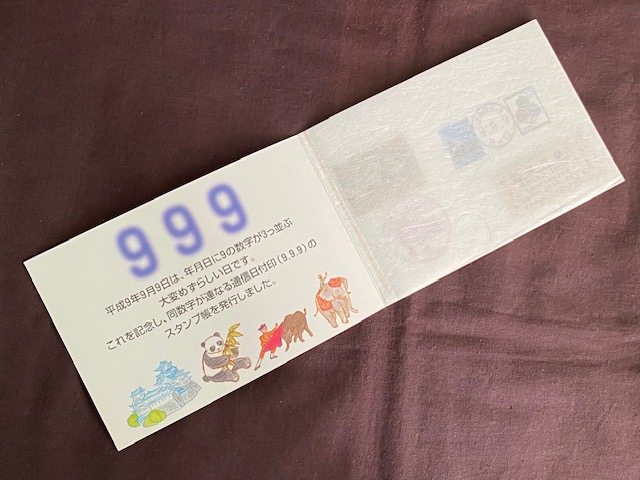 999
平成9年9月9日は、年月日に9の数字が3っ並ぶ
大変めずらしい日です。
これを記念し、同数字が連なる通信日付印(9.9.9)の
スタンプ帳を発行しました。